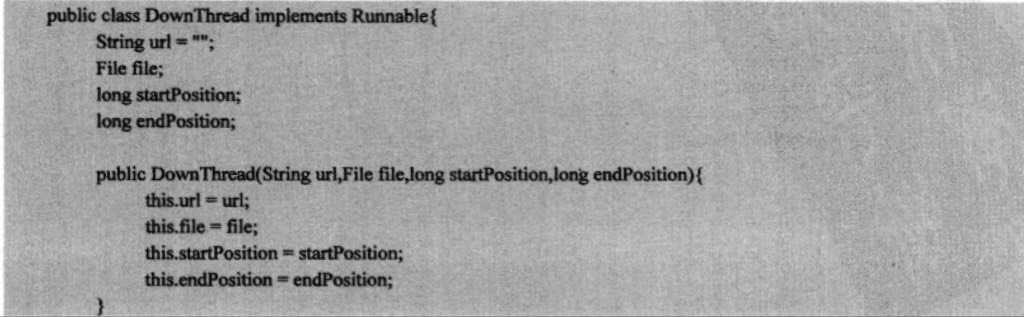 public class DownThread implements Runnable{
String url = "";
File file;
long startPosition;
long endPosition;
public DownThread(String url,File file,long startPosition,long endPosition){
this.url = url;
this.file = file;
this.startPosition = startPosition;
this.endPosition = endPosition;
}